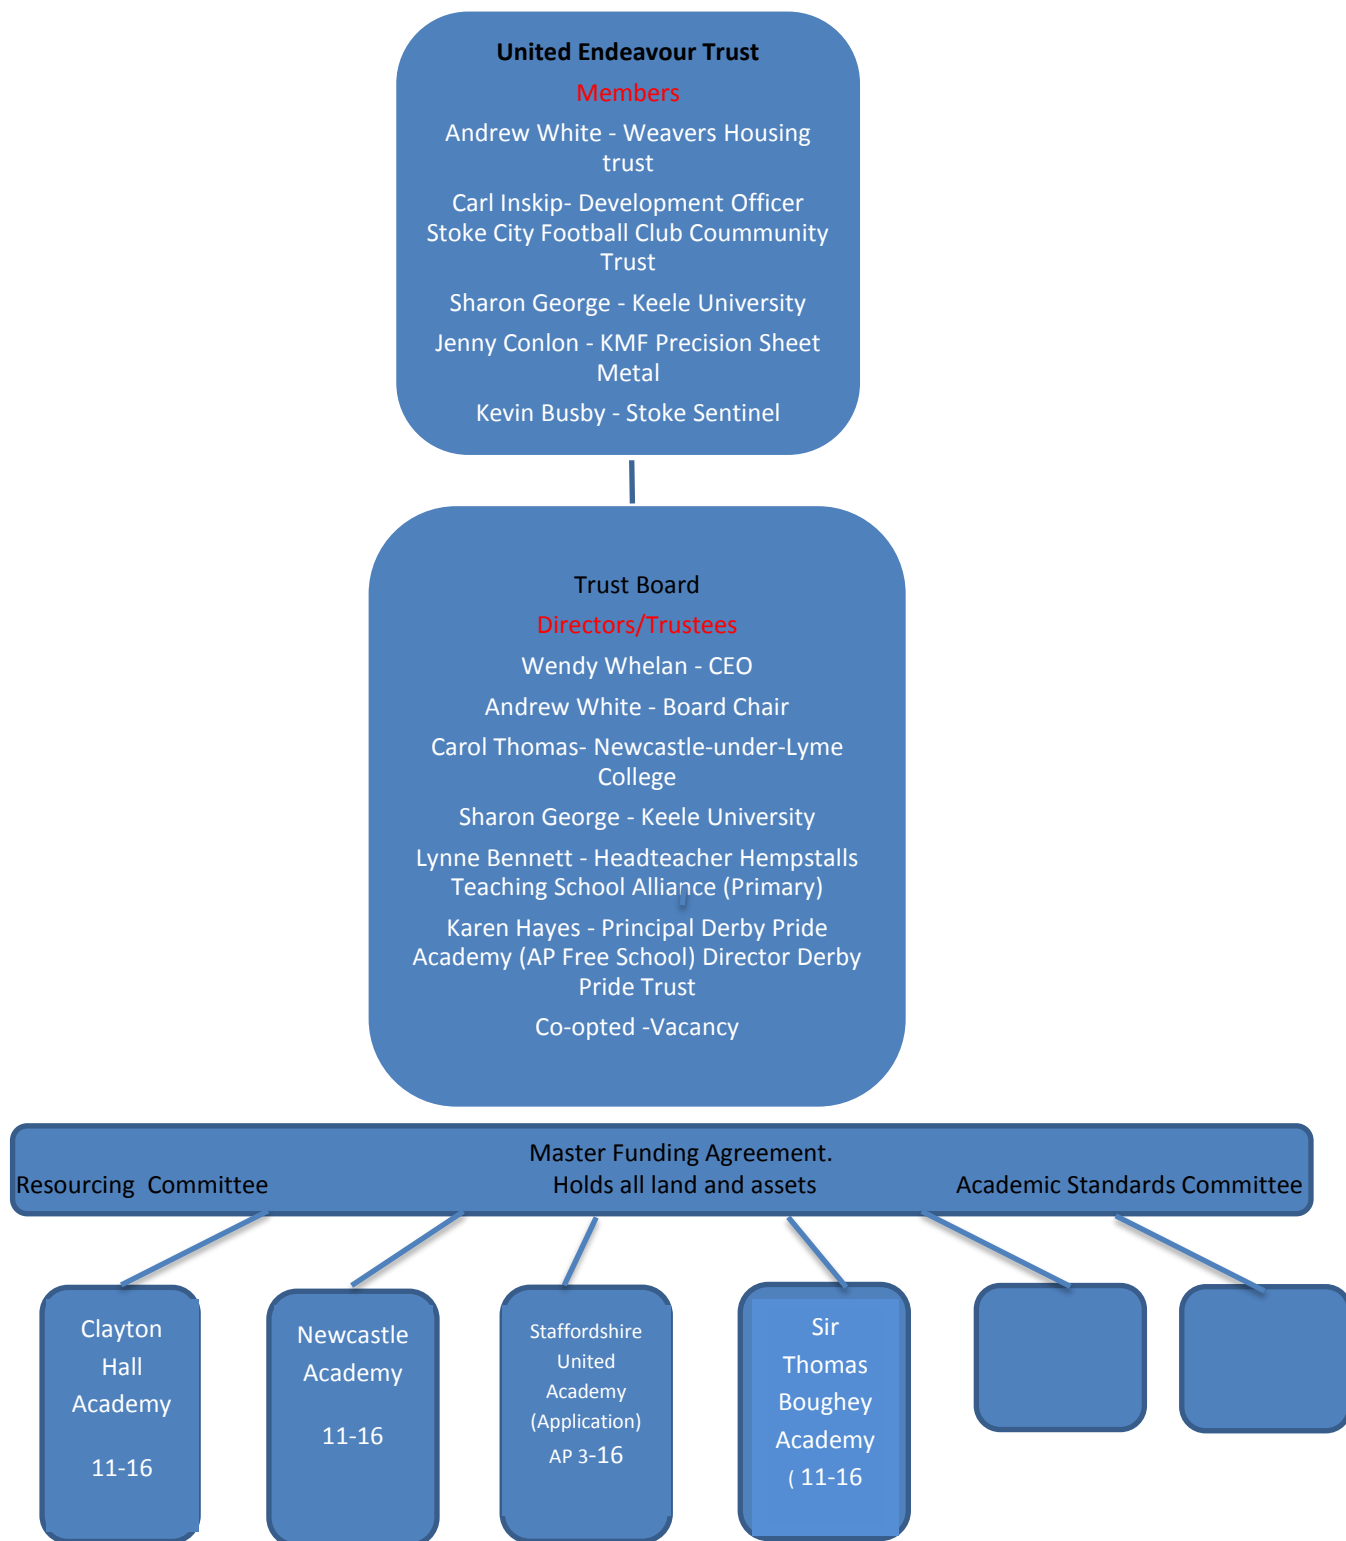 United Endeavour Trust
Members
Andrew White - Weavers Housing
trust
Carl Inskip- Development Officer
Stoke City Football Club Coummunity
Trust
Sharon George - Keele University
Jenny Conlon - KMF Precision Sheet
Metal
Kevin Busby - Stoke Sentinel
Trust Board
Directors/Trustees
Wendy Whelan - CEO
Andrew White - Board Chair
Carol Thomas- Newcastle-under-Lyme
College
Sharon George - Keele University
Lynne Bennett - Headteacher Hempstalls
Teaching School Alliance (Primary)
Karen Hayes - Principal Derby Pride
Academy (AP Free School) Director Derby
Pride Trust
Co-opted -Vacancy
Master Funding Agreement.
Resourcing  Committee Holds all land and assets Academic Standards Committee
Clayton
Hall
Academy
11-16
Newcastle
Academy
11-16
Staffordshire
United
Academy
(Application)
AP 3-16
Sir
Thomas
Boughey
Academy
( 11-16